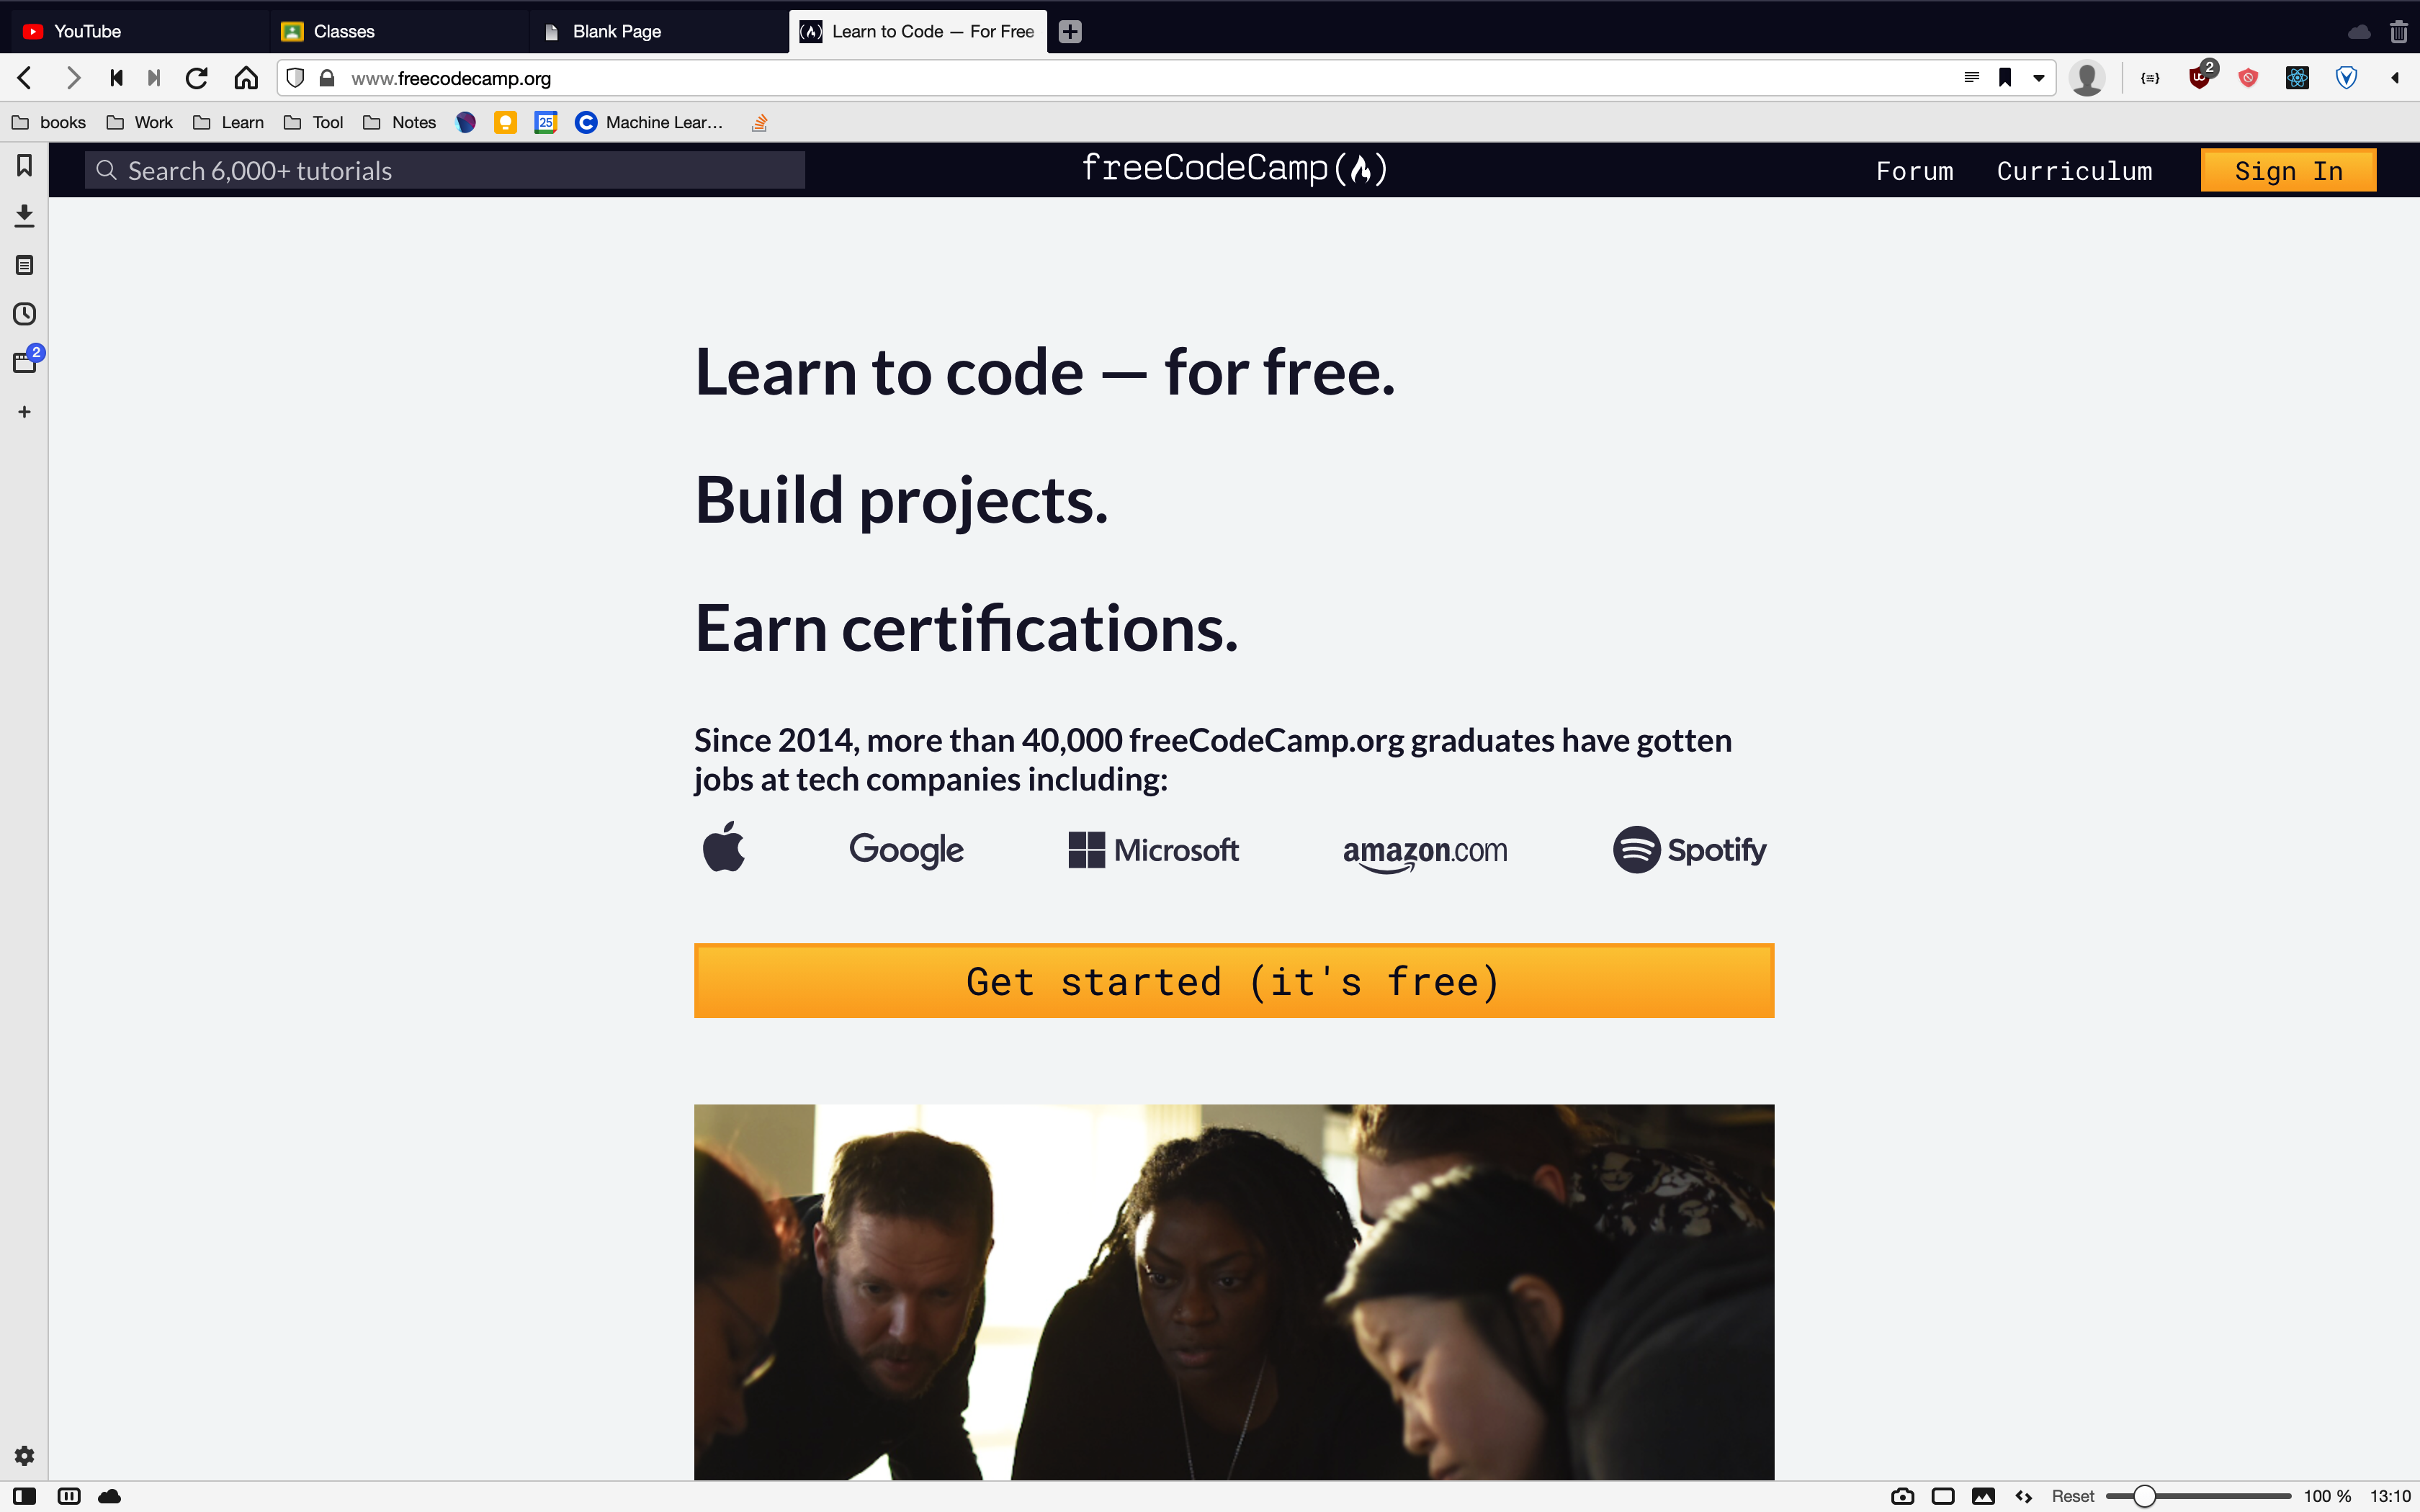 YouTube
Classes
Blank Page
Learn to Code — For Free
www.freecodecamp.org
2
books
Work
Learn
Tool
Notes
25
Machine Lear...
Search 6,000+ tutorials
freeCodeCamp(🔥)
Forum
Curriculum
Sign In
2
Learn to code — for free.
Build projects.
Earn certifications.
Since 2014, more than 40,000 freeCodeCamp.org graduates have gotten
jobs at tech companies including:
Google
Microsoft
amazon.com
Spotify
Get started (it's free)
Reset
100 %
13:10